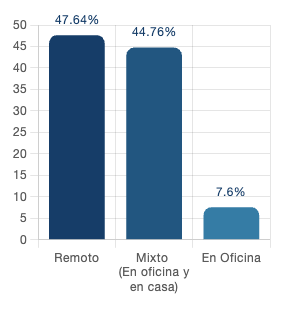 47.64%
44.76%
7.6%
50
45
40
35
30
25
20
15
10
5
0
Remoto
Mixto
(En oficina y
en casa)
En Oficina